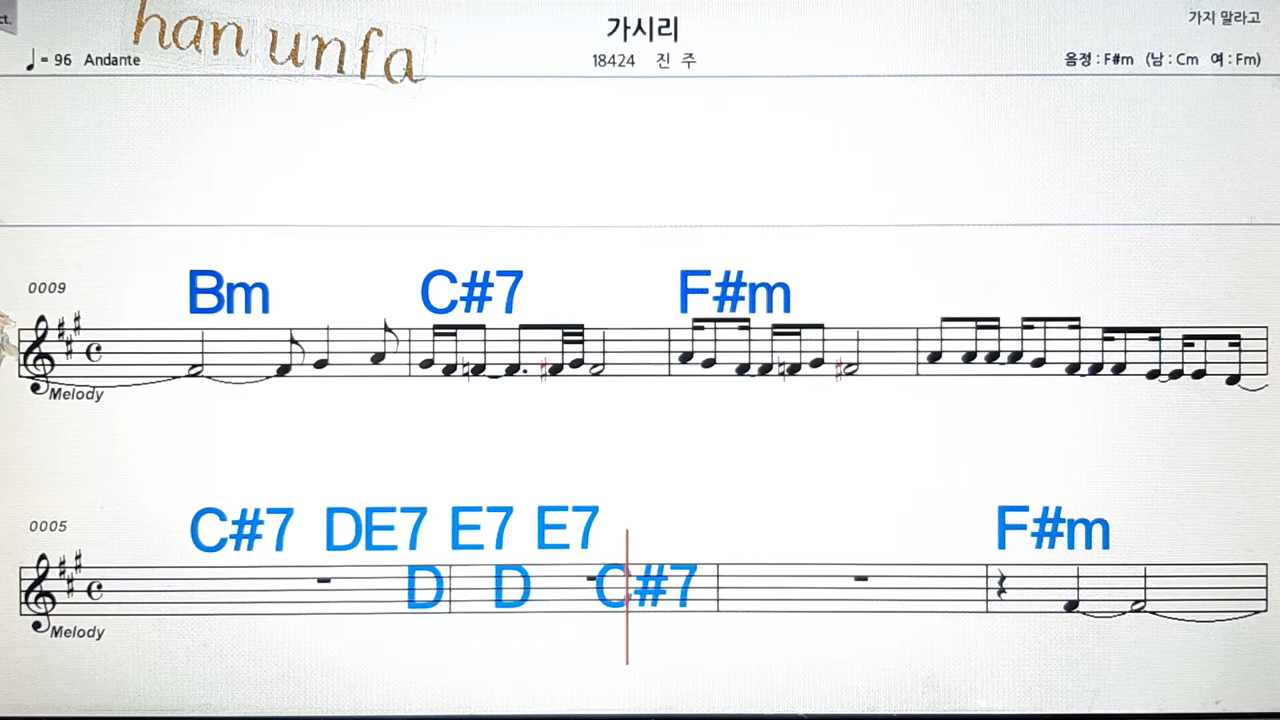 ct.
han unfa
가시리
가지 말라고
♩= 96 Andante
18424 진 주
음정 : F#m (남 : Cm 여 : Fm)
0009
Bm C#7 F#m
Melody
0005
C#7 DE7 E7 E7 F#m
D D C#7
Melody